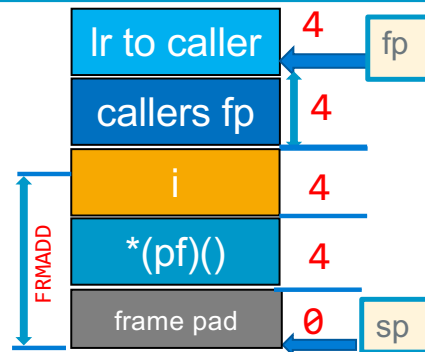 lr to caller
4
fp
callers fp
4
i
4
*(pf)()
4
frame pad
0
sp
FRMADD